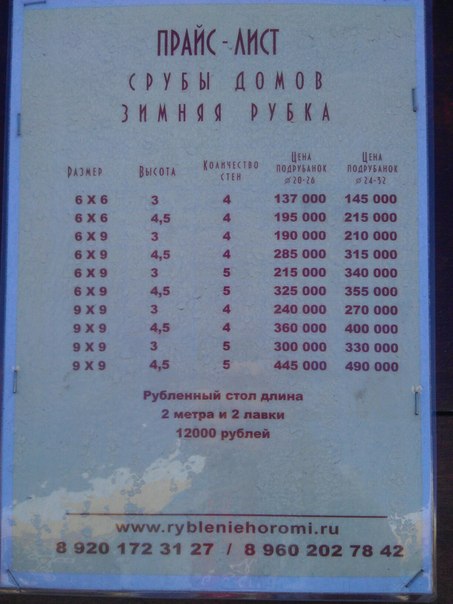 ПРАЙС-ЛИСТ
СРУБЫ ДОМОВ
ЗИМНЯЯ РУБКА
РАЗМЕР ВЫСОТА КОЛИЧЕСТВО СТЕН ЦЕНА ПОДРУБАНОК ⌀20-26 ЦЕНА ПОДРУБАНОК ⌀24-32
6 X 6 3 4 137 000 145 000
6 X 6 4,5 4 195 000 215 000
6 X 9 3 4 190 000 210 000
6 X 9 4,5 4 285 000 315 000
6 X 9 3 5 215 000 340 000
6 X 9 4,5 5 325 000 355 000
9 X 9 3 4 240 000 270 000
9 X 9 4,5 4 360 000 400 000
9 X 9 3 5 300 000 330 000
9 X 9 4,5 5 445 000 490 000
Рубленный стол длина
2 метра и 2 лавки
12000 рублей
www.rybleniehoromi.ru
8 920 172 31 27 / 8 960 202 78 42